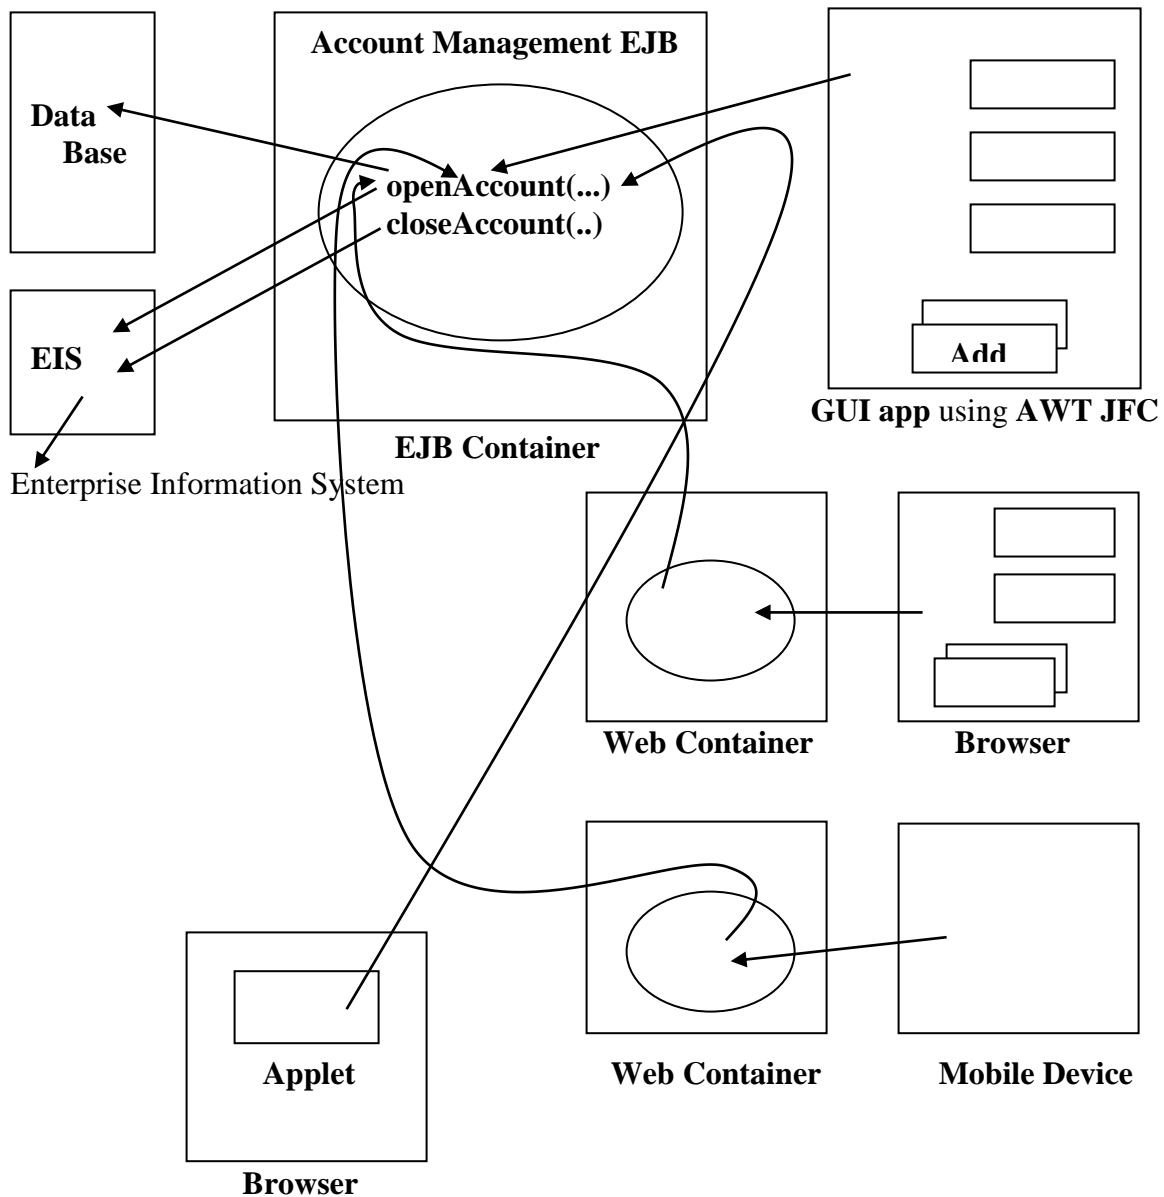 Account Management EJB
Data
Base
openAccount(...)
closeAccount(..)
EIS
Add
GUI app using AWT JFC
EJB Container
Enterprise Information System
Web Container
Browser
Applet
Web Container
Mobile Device
Browser